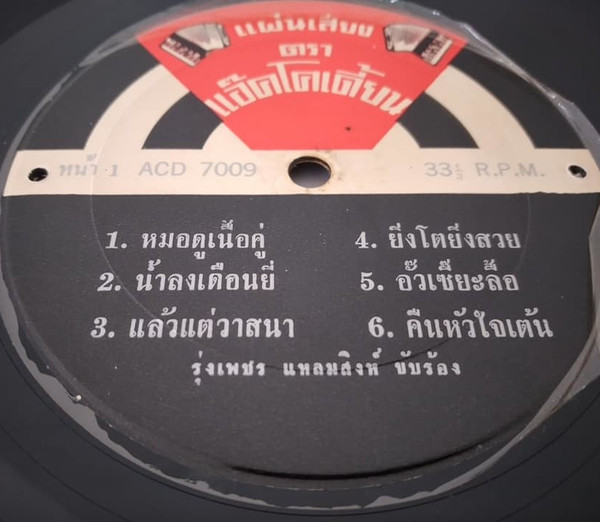 แผ่นเสียง
ตรา
แอ๊คโคเดี้ยน
หน้า 1 ACD 7009 33⅓ R.P.M.
1. หมอดูเนื้อคู่ 4. ยิ่งโตยิ่งสวย
2. น้ำลงเดือนยี่ 5. อั๊วเซี๊ยะลื้อ
3. แล้วแต่วาสนา 6. คืนหัวใจเต้น
รุ่งเพชร แหลมสิงห์ ขับร้อง